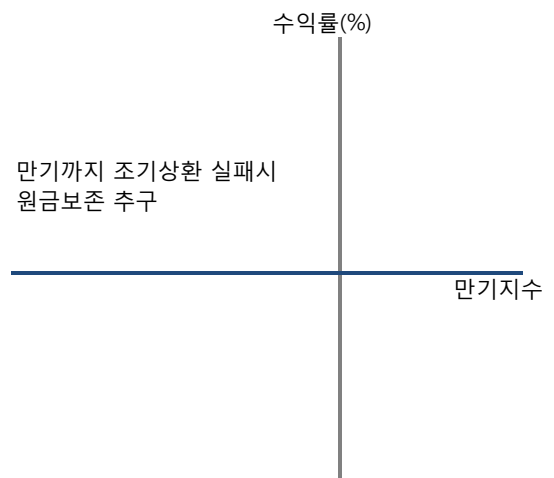 수익률(%)
만기까지 조기상환 실패시
원금보존 추구
만기지수